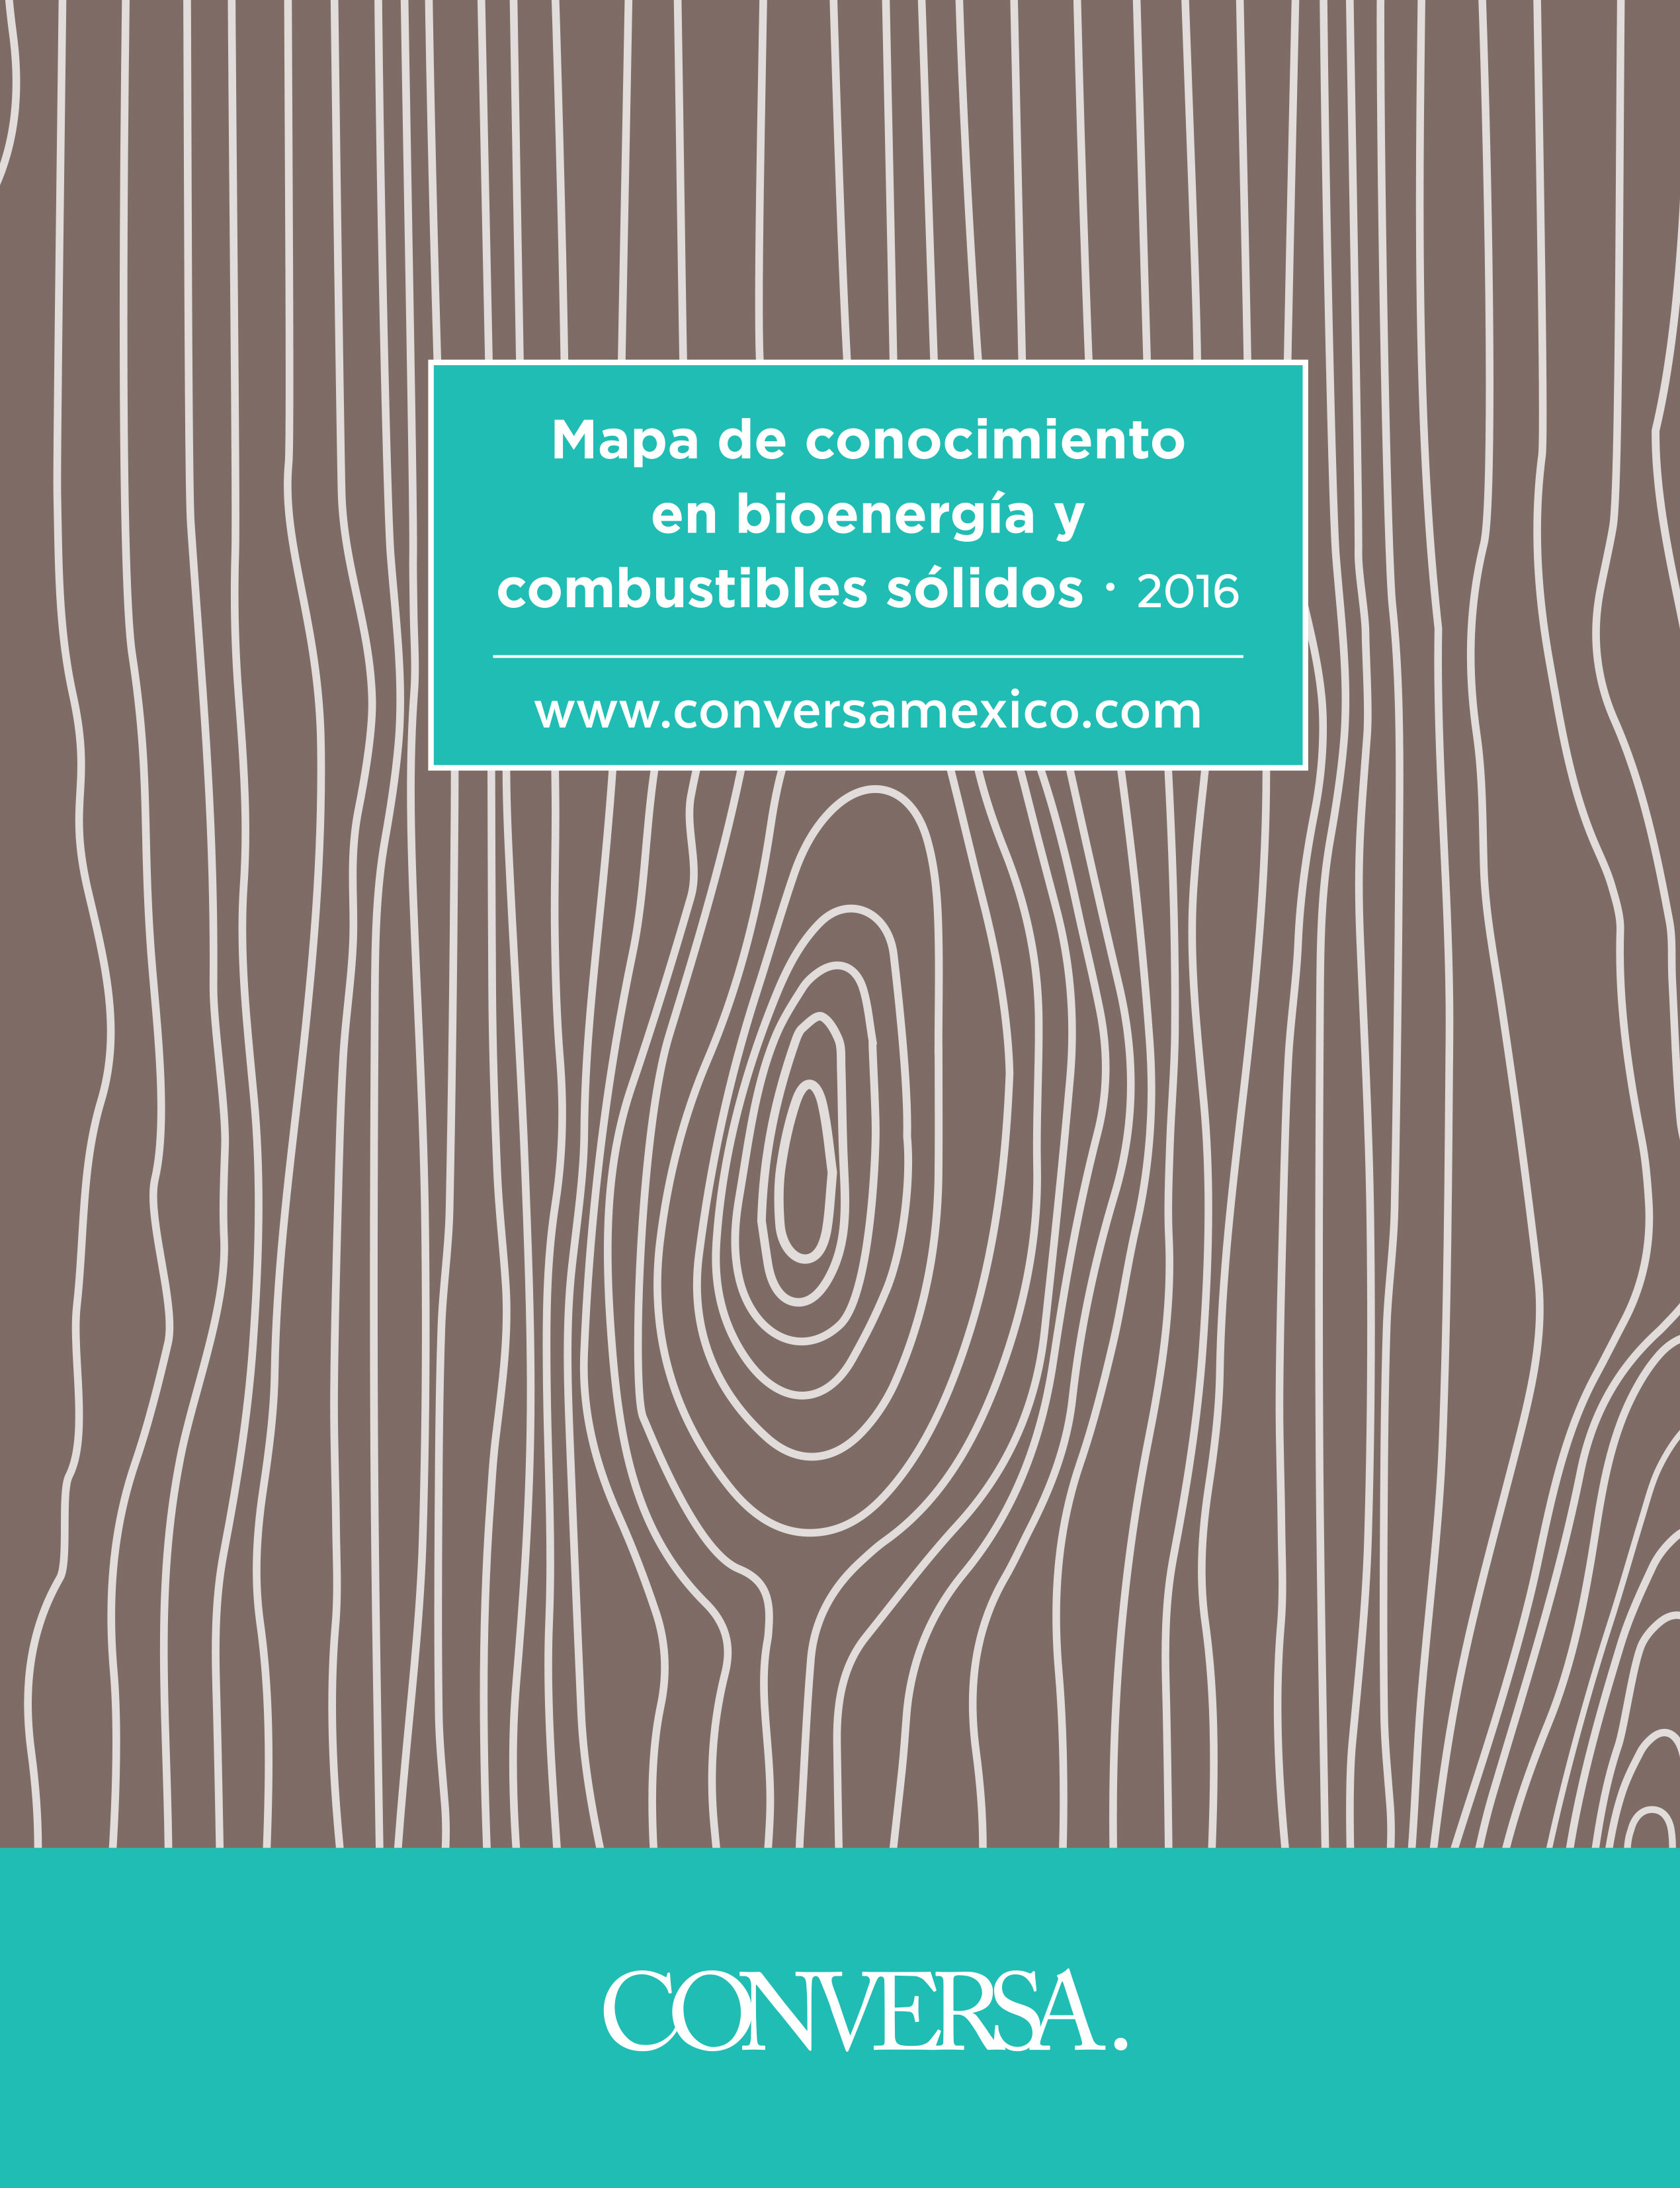 Mapa de conocimiento
en bioenergía y
combustibles sólidos · 2016
www.conversamexico.com
CONVERSA.